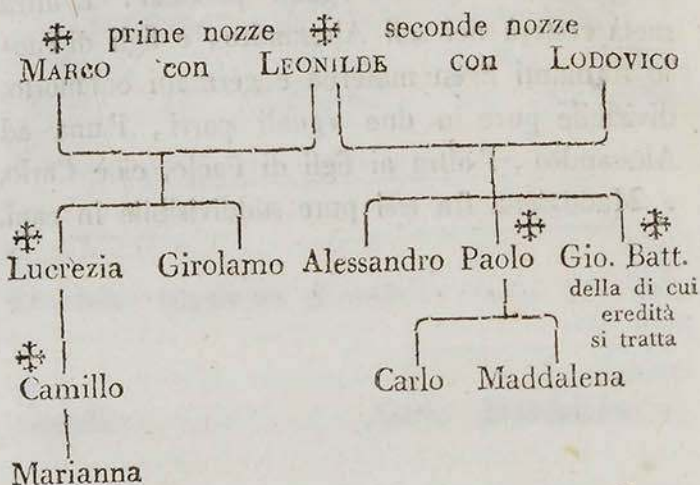 prime nozze seconde nozze
MARCO con LEONILDE con LODOVICO
Lucrezia Girolamo Alessandro Paolo Gio. Batt.
della di cui
eredità
si tratta
Camillo
Carlo Maddalena
Marianna